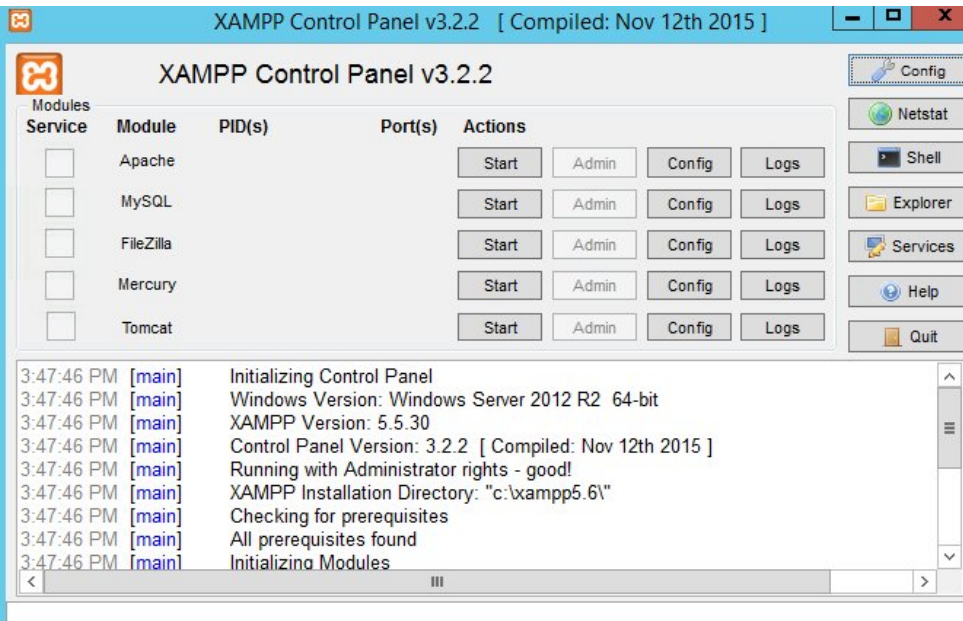 XAMPP Control Panel v3.2.2 [ Compiled: Nov 12th 2015 ]
XAMPP Control Panel v3.2.2
Config
Modules
Netstat
Service Module PID(s) Port(s) Actions
Apache Start Admin Config Logs
Shell
MySQL Start Admin Config Logs
Explorer
FileZilla Start Admin Config Logs
Services
Mercury Start Admin Config Logs
Help
Tomcat Start Admin Config Logs
Quit
3:47:46 PM [main] Initializing Control Panel
3:47:46 PM [main] Windows Version: Windows Server 2012 R2 64-bit
3:47:46 PM [main] XAMPP Version: 5.5.30
3:47:46 PM [main] Control Panel Version: 3.2.2 [ Compiled: Nov 12th 2015 ]
3:47:46 PM [main] Running with Administrator rights - good!
3:47:46 PM [main] XAMPP Installation Directory: "c:\xampp5.6\"
3:47:46 PM [main] Checking for prerequisites
3:47:46 PM [main] All prerequisites found
3:47:46 PM [main] Initializing Modules